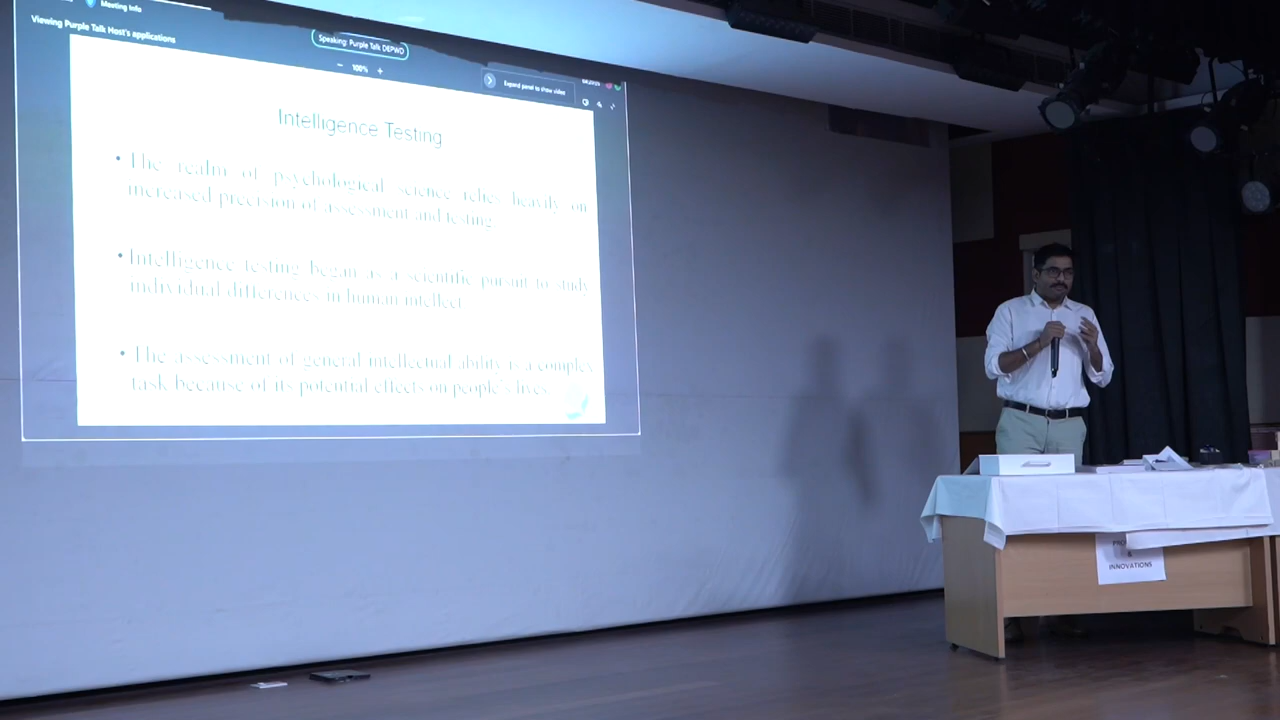 Meeting Info
Viewing Purple Talk Host's applications
Speaking: Purple Talk DEPWD
− 100% +
Expand panel to show video
Intelligence Testing
• The realm of psychological science relies heavily on
increased precision of assessment and testing.
• Intelligence testing began as a scientific pursuit to study
individual differences in human intellect
• The assessment of general intellectual ability is a complex
task because of its potential effects on people's lives.
&
INNOVATIONS